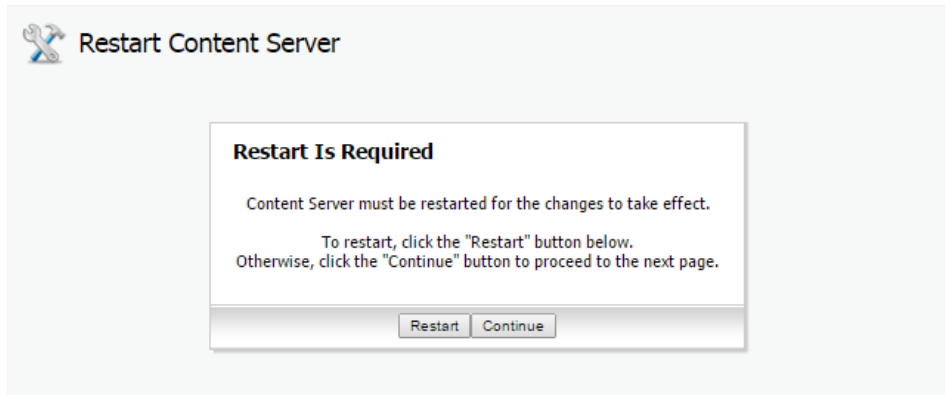 Restart Content Server
Restart Is Required
Content Server must be restarted for the changes to take effect.
To restart, click the "Restart" button below.
Otherwise, click the "Continue" button to proceed to the next page.
Restart Continue